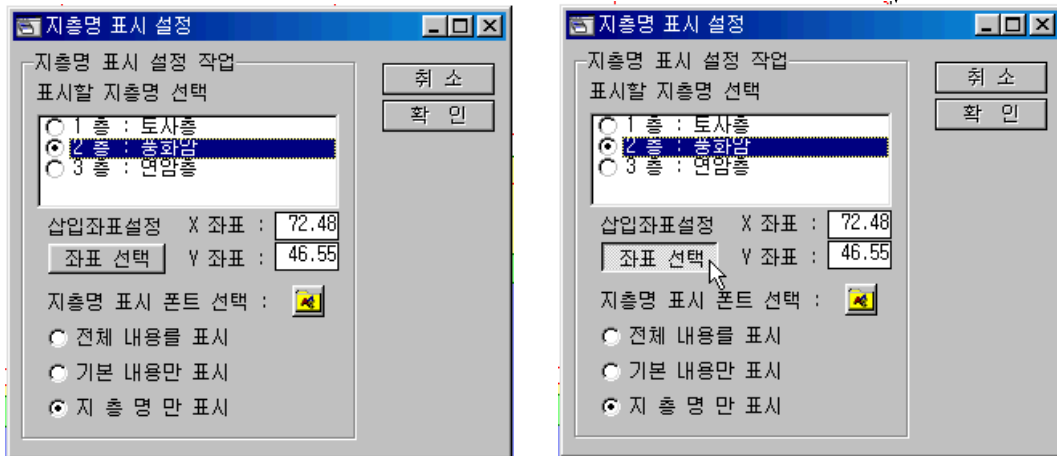 지층명 표시 설정
지층명 표시 설정 작업
표시할 지층명 선택
취 소
확 인
1 층 : 토사층
2 층 : 풍화암
3 층 : 연암층
삽입좌표설정 X 좌표 : 72.48
좌표 선택 Y 좌표 : 46.55
지층명 표시 폰트 선택 :
전체 내용를 표시
기본 내용만 표시
지 층 명 만 표시
지층명 표시 설정
지층명 표시 설정 작업
표시할 지층명 선택
취 소
확 인
1 층 : 토사층
2 층 : 풍화암
3 층 : 연암층
삽입좌표설정 X 좌표 : 72.48
좌표 선택 Y 좌표 : 46.55
지층명 표시 폰트 선택 :
전체 내용를 표시
기본 내용만 표시
지 층 명 만 표시